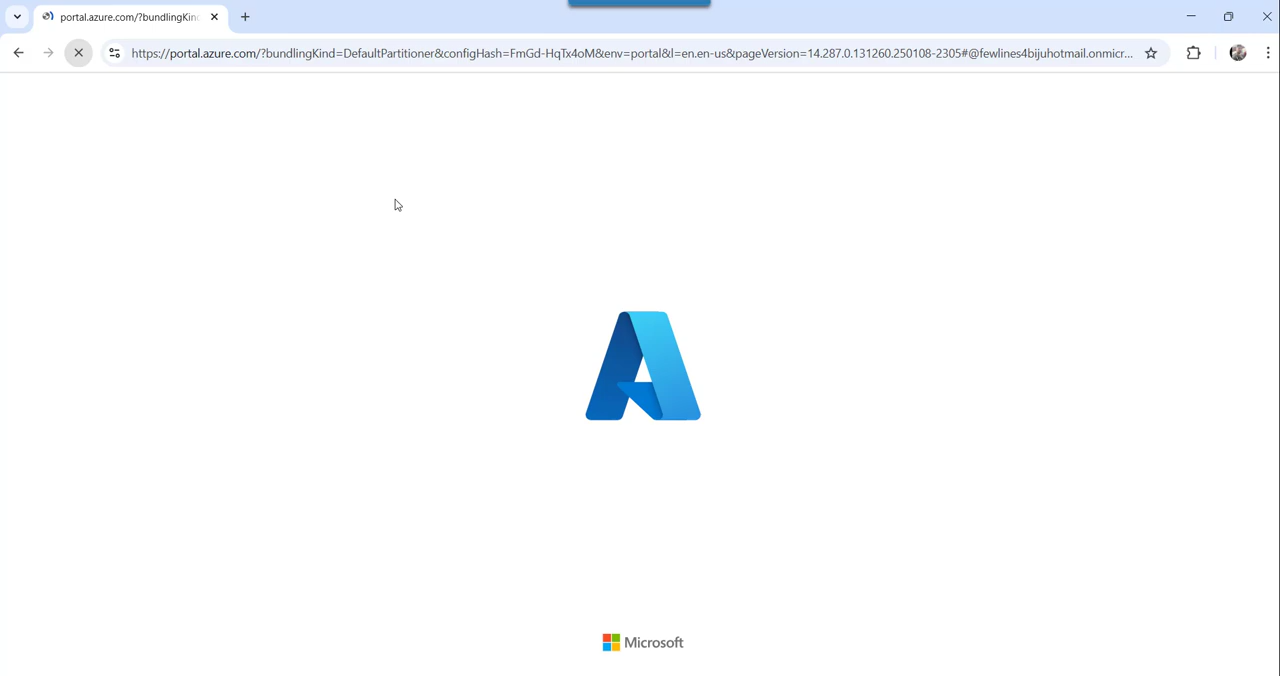 portal.azure.com/?bundlingKin
https://portal.azure.com/?bundlingKind=DefaultPartitioner&configHash=FmGd-HqTx4oM&env=portal&l=en.en-us&pageVersion=14.287.0.131260.250108-2305#@fewlines4bijuhotmail.onmicr...
Microsoft